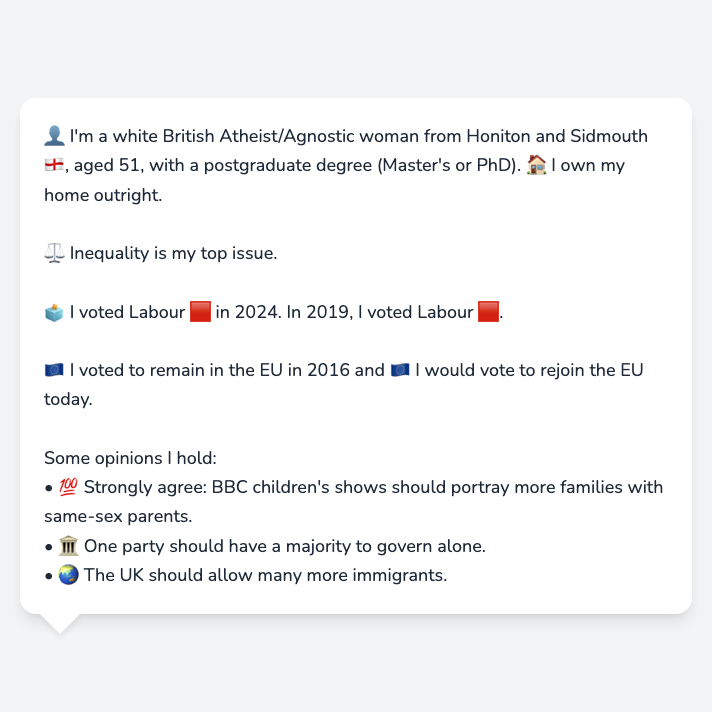 👤 I'm a white British Atheist/Agnostic woman from Honiton and Sidmouth
🏴󠁧󠁢󠁥󠁮󠁧󠁿, aged 51, with a postgraduate degree (Master's or PhD). 🏠 I own my
home outright.
⚖️ Inequality is my top issue.
🗳️ I voted Labour 🟥 in 2024. In 2019, I voted Labour 🟥.
🇪🇺 I voted to remain in the EU in 2016 and 🇪🇺 I would vote to rejoin the EU
today.
Some opinions I hold:
• 💯 Strongly agree: BBC children's shows should portray more families with
same-sex parents.
• 🏛️ One party should have a majority to govern alone.
• 🌏 The UK should allow many more immigrants.